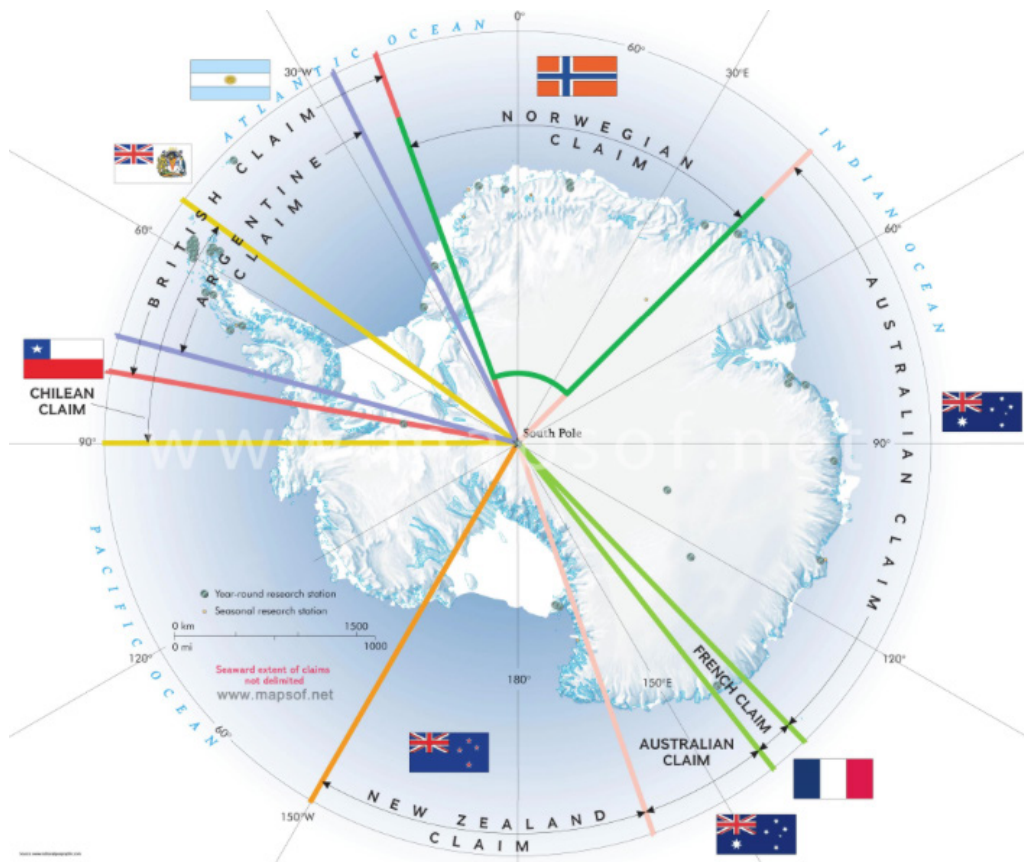 0°
60°
ATLANTIC OCEAN
30°W
30°E
NORWEGIAN
CLAIM
INDIAN OCEAN
BRITISH CLAIM
ARGENTINE
CLAIM
60°
60°
AUSTRALIAN CLAIM
CHILEAN
CLAIM
90°
South Pole
90°
www.mapsof.net
PACIFIC OCEAN
Year-round research station
Seasonal research station
0 km 1500
0 mi 1000
120°
120°
Seaward extent of claims
not delimited
www.mapsof.net
180°
150°E
FRENCH CLAIM
60°
AUSTRALIAN
CLAIM
150°W
NEW ZEALAND
CLAIM